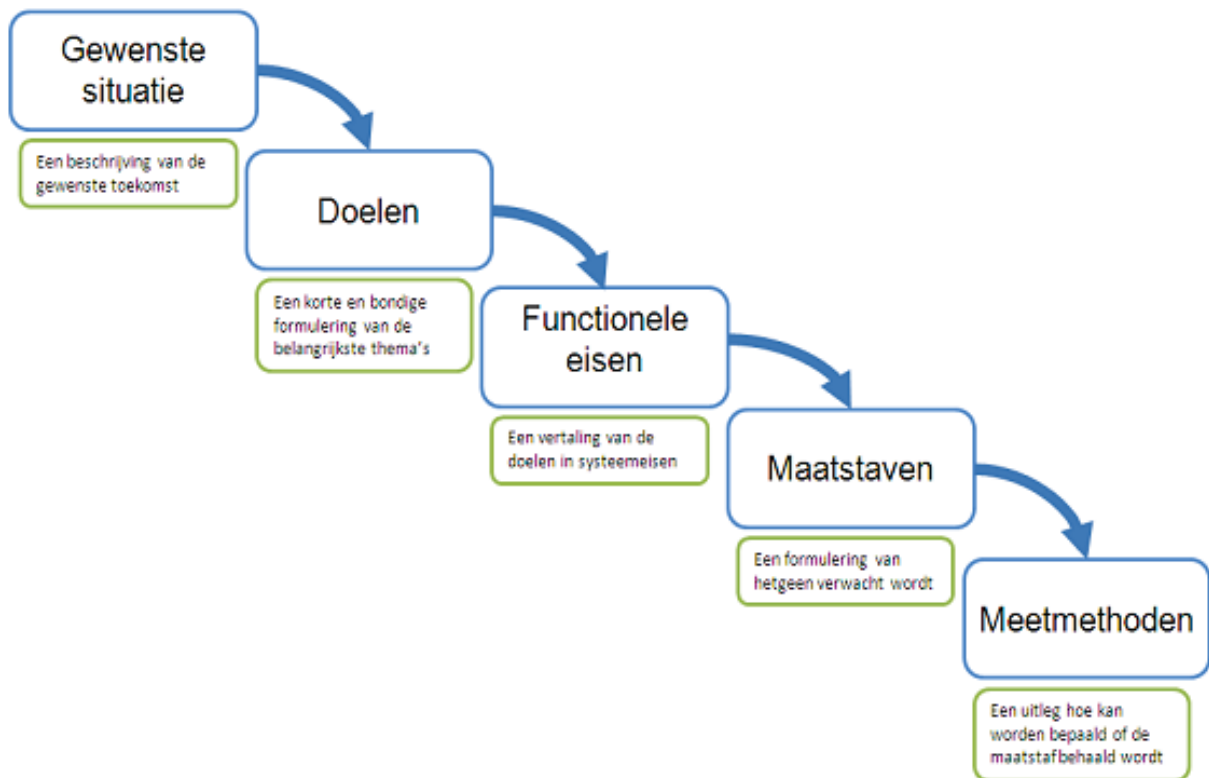 Gewenste
situatie
Een beschrijving van de
gewenste toekomst
Doelen
Een korte en bondige
formulering van de
belangrijkste thema's
Functionele
eisen
Een vertaling van de
doelen in systeemeisen
Maatstaven
Een formulering van
hetgeen verwacht wordt
Meetmethoden
Een uitleg hoe kan
worden bepaald of de
maatstaf behaald wordt